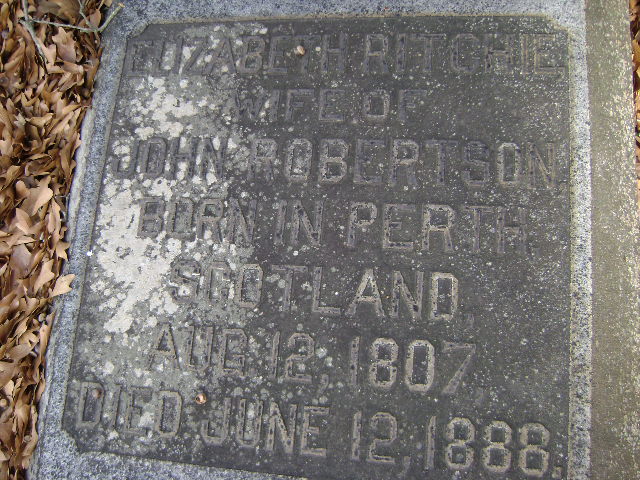 ELIZABETH RITCHIE
WIFE OF
JOHN ROBERTSON,
BORN IN PERTH
SCOTLAND,
AUG 12, 1807,
DIED JUNE 12, 1888.